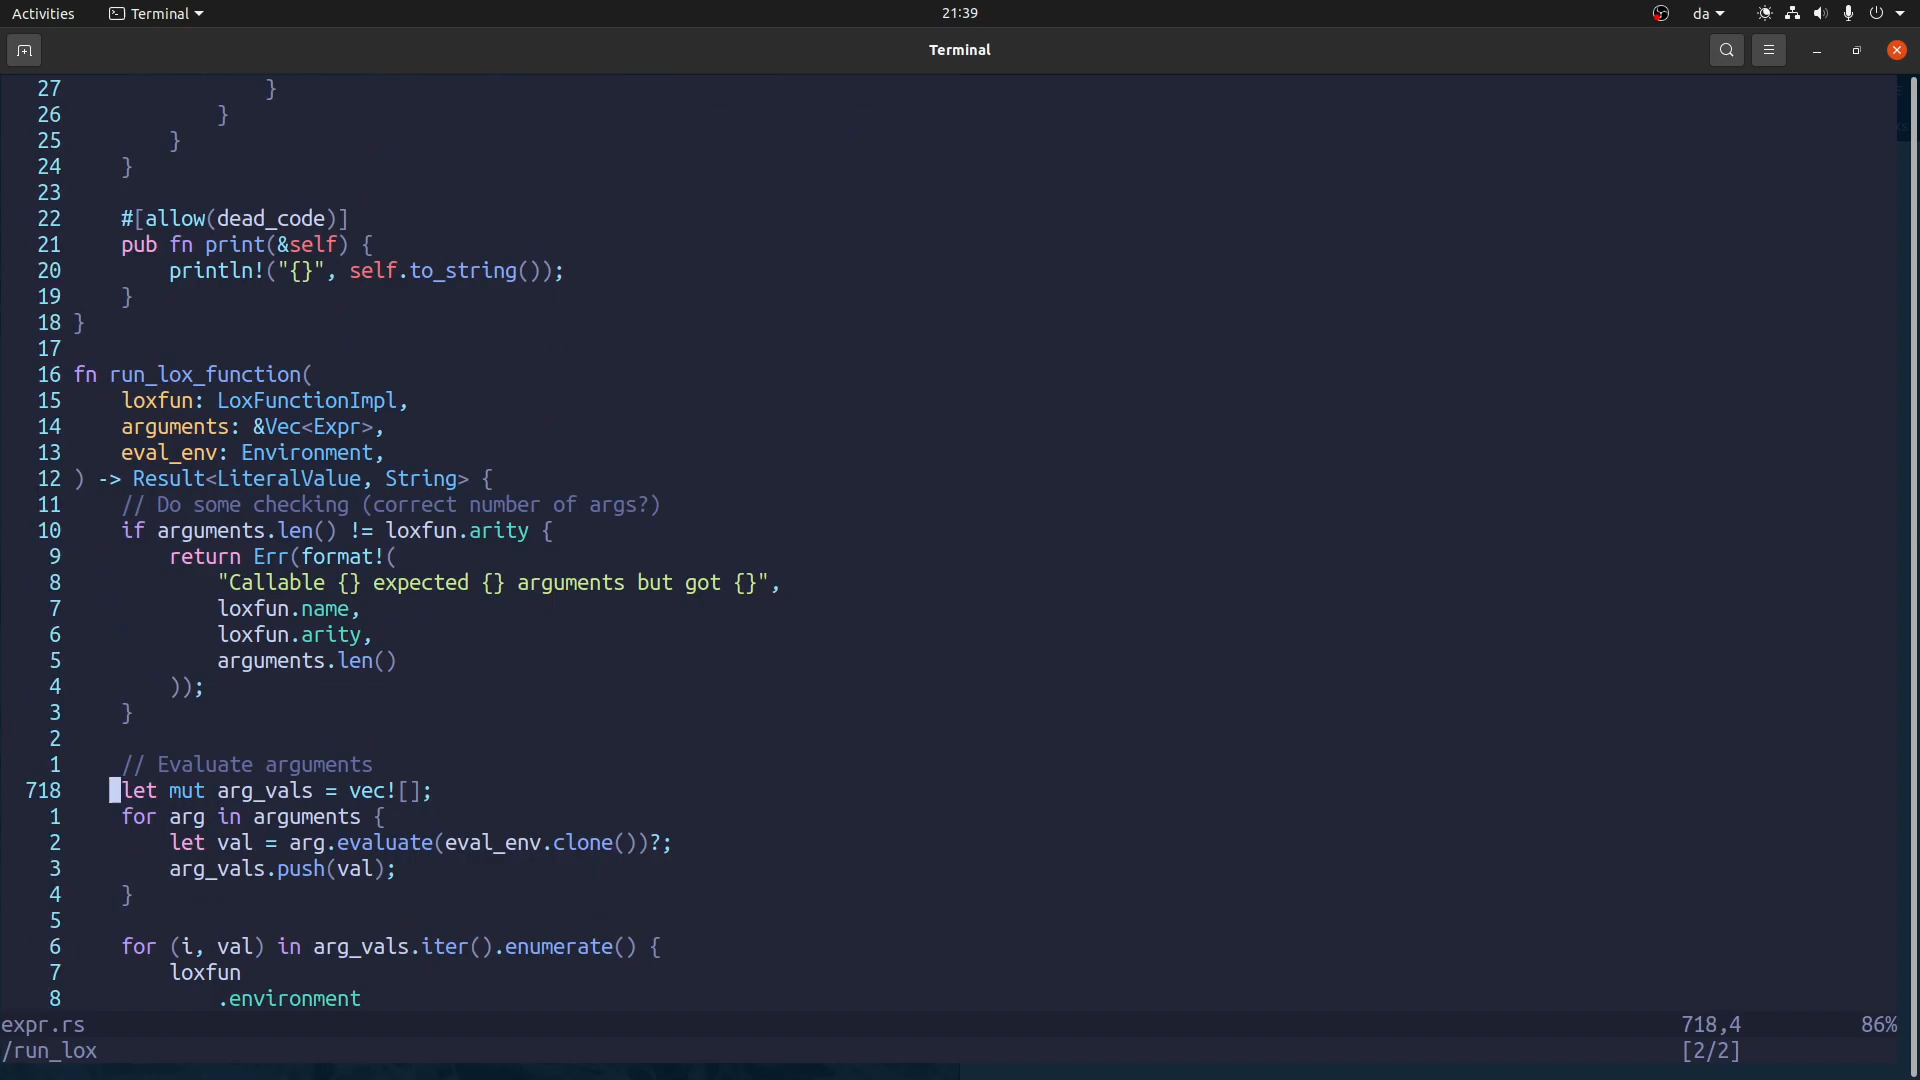 Activities Terminal 21:39 da
Terminal
27                 }
26             }
25         }
24     }
23
22     #[allow(dead_code)]
21     pub fn print(&self) {
20         println!("{}", self.to_string());
19     }
18 }
17
16 fn run_lox_function(
15     loxfun: LoxFunctionImpl,
14     arguments: &Vec<Expr>,
13     eval_env: Environment,
12 ) -> Result<LiteralValue, String> {
11     // Do some checking (correct number of args?)
10     if arguments.len() != loxfun.arity {
9         return Err(format!(
8             "Callable {} expected {} arguments but got {}",
7             loxfun.name,
6             loxfun.arity,
5             arguments.len()
4         ));
3     }
2
1     // Evaluate arguments
718     let mut arg_vals = vec![];
1     for arg in arguments {
2         let val = arg.evaluate(eval_env.clone())?;
3         arg_vals.push(val);
4     }
5
6     for (i, val) in arg_vals.iter().enumerate() {
7         loxfun
8             .environment
expr.rs 718,4 86%
/run_lox [2/2]